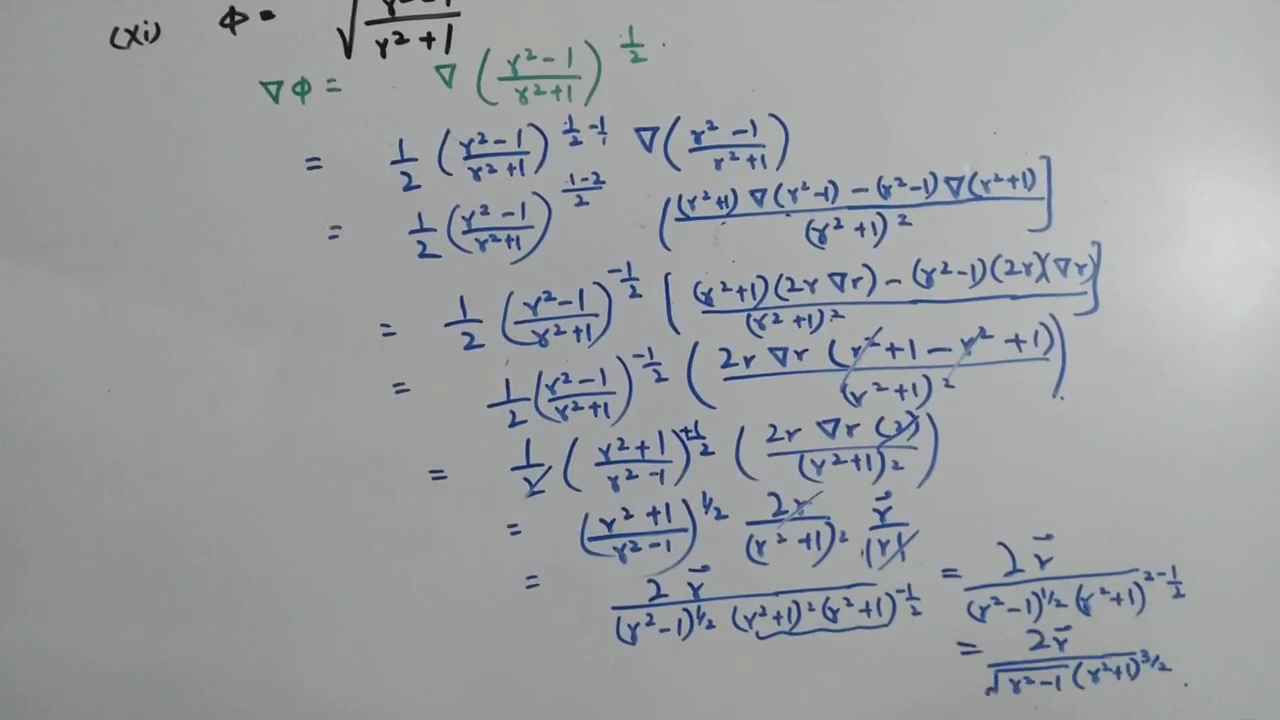 (xi) φ = √(r²-1/r²+1)
∇φ = ∇(r²-1/r²+1)^1/2.
= 1/2 (r²-1/r²+1)^(1/2-1/1) ∇(r²-1/r²+1)
= 1/2 (r²-1/r²+1)^(1-2/2) [(r²+1)∇(r²-1) - (r²-1)∇(r²+1)/(r²+1)²]
= 1/2 (r²-1/r²+1)^-1/2 [(r²+1)(2r∇r) - (r²-1)(2r)(∇r)/(r²+1)²]
= 1/2 (r²-1/r²+1)^-1/2 (2r∇r (r²+1-r²+1)/(r²+1)²).
= 1/2 (r²+1/r²-1)^+1/2 (2r∇r(2)/(r²+1)²)
= (r²+1/r²-1)^1/2 2r/(r²+1)² r⃗/|r|
= 2r⃗/(r²-1)^1/2 (r²+1)²(r²+1)^-1/2 = 2r⃗/(r²-1)^1/2 (r²+1)^2-1/2
= 2r⃗/√r²-1 (r²+1)^3/2.